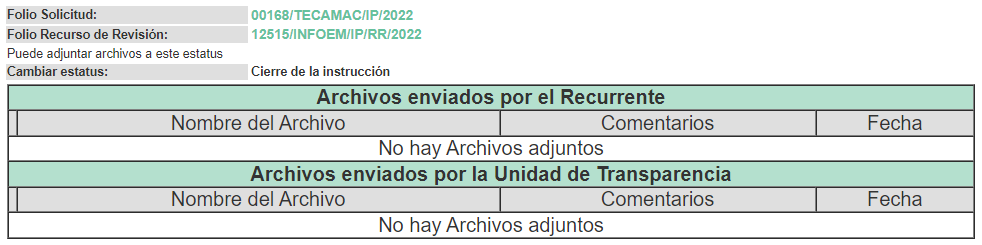 Folio Solicitud: 00168/TECAMAC/IP/2022
Folio Recurso de Revisión: 12515/INFOEM/IP/RR/2022
Puede adjuntar archivos a este estatus
Cambiar estatus: Cierre de la instrucción
Archivos enviados por el Recurrente
Nombre del Archivo Comentarios Fecha
No hay Archivos adjuntos
Archivos enviados por la Unidad de Transparencia
Nombre del Archivo Comentarios Fecha
No hay Archivos adjuntos